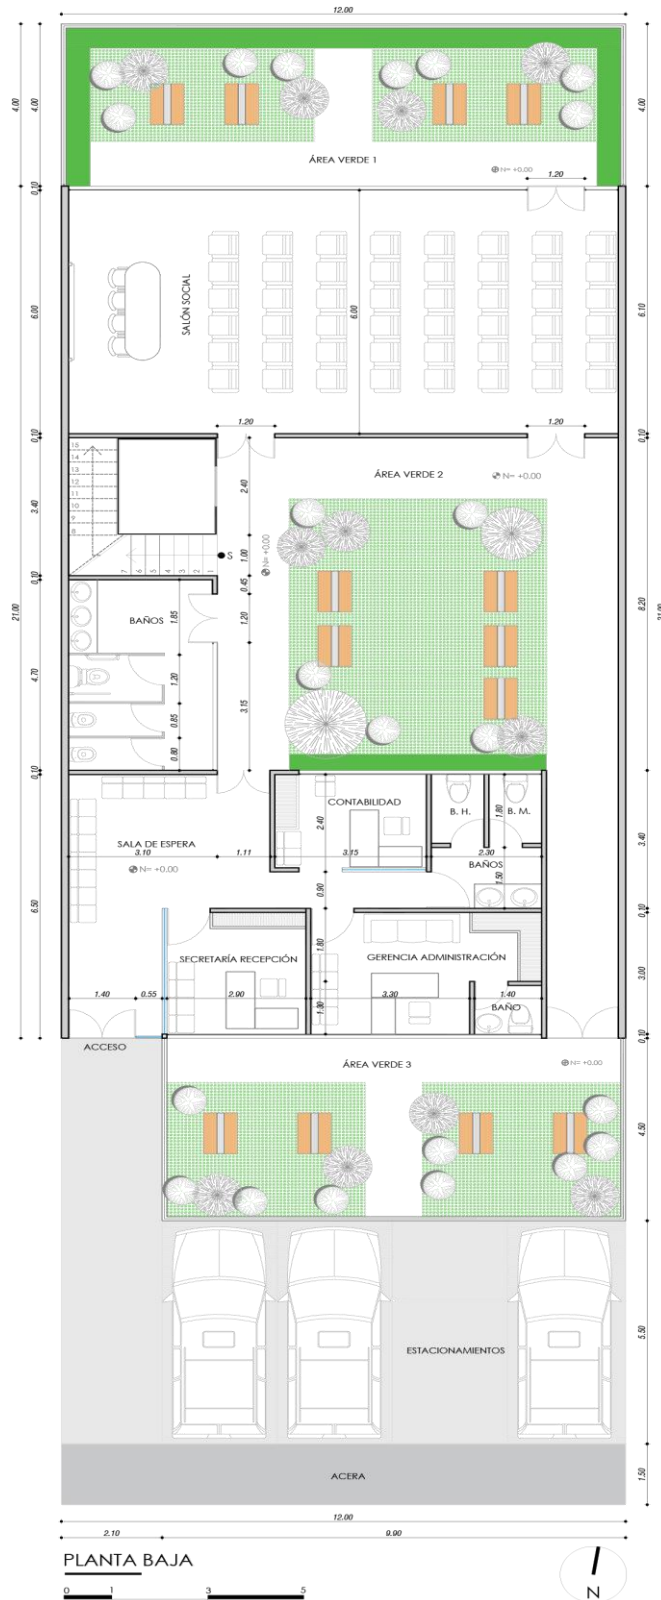 12.00
4.00
4.00
4.00
ÁREA VERDE 1
N= +0.00
0.10
1.20
0.10
SALÓN SOCIAL
6.00
6.00
6.10
1.20
1.20
0.10
0.10
15
14
13
12
11
10
9
8
7 6 5 4 3 2 1
S
2.40
ÁREA VERDE 2
N= +0.00
3.40
1.00
N= +0.00
0.10
0.45
21.00
8.20
BAÑOS
1.85
1.20
4.70
1.20
3.15
0.85
0.80
0.10
0.10
CONTABILIDAD
B. H.
B. M.
1.80
2.40
3.40
SALA DE ESPERA
3.10
1.11
3.15
2.30
BAÑOS
N= +0.00
1.50
0.90
6.50
0.10
1.80
SECRETARÍA RECEPCIÓN
GERENCIA ADMINISTRACIÓN
3.00
1.40
0.55
2.90
1.30
3.30
1.40
BAÑO
0.10
ACCESO
ÁREA VERDE 3
N= +0.00
4.50
5.50
ESTACIONAMIENTOS
ACERA
1.50
12.00
2.10
9.90
PLANTA BAJA
0 1 3 5
N